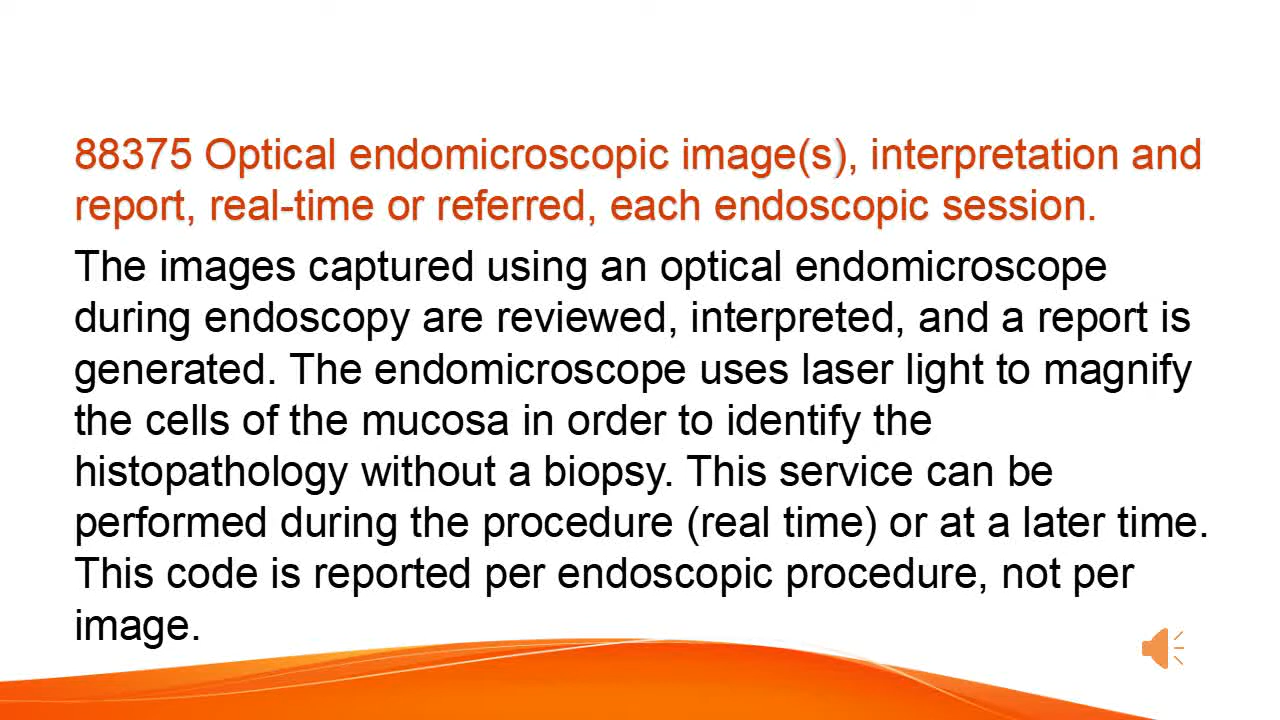 88375 Optical endomicroscopic image(s), interpretation and
report, real-time or referred, each endoscopic session.
The images captured using an optical endomicroscope
during endoscopy are reviewed, interpreted, and a report is
generated. The endomicroscope uses laser light to magnify
the cells of the mucosa in order to identify the
histopathology without a biopsy. This service can be
performed during the procedure (real time) or at a later time.
This code is reported per endoscopic procedure, not per
image.